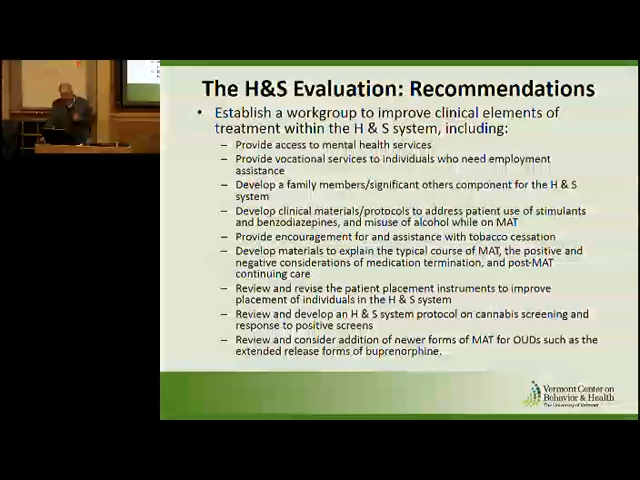 The H&S Evaluation: Recommendations
• Establish a workgroup to improve clinical elements of
treatment within the H & S system, including:
– Provide access to mental health services
– Provide vocational services to individuals who need employment
assistance
– Develop a family members/significant others component for the H & S
system
– Develop clinical materials/protocols to address patient use of stimulants
and benzodiazepines, and misuse of alcohol while on MAT
– Provide encouragement for and assistance with tobacco cessation
– Develop materials to explain the typical course of MAT, the positive and
negative considerations of medication termination, and post-MAT
continuing care
– Review and revise the patient placement instruments to improve
placement of individuals in the H & S system
– Review and develop an H & S system protocol on cannabis screening and
response to positive screens
– Review and consider addition of newer forms of MAT for OUDs such as the
extended release forms of buprenorphine.
Vermont Center on
Behavior & Health
The University of Vermont